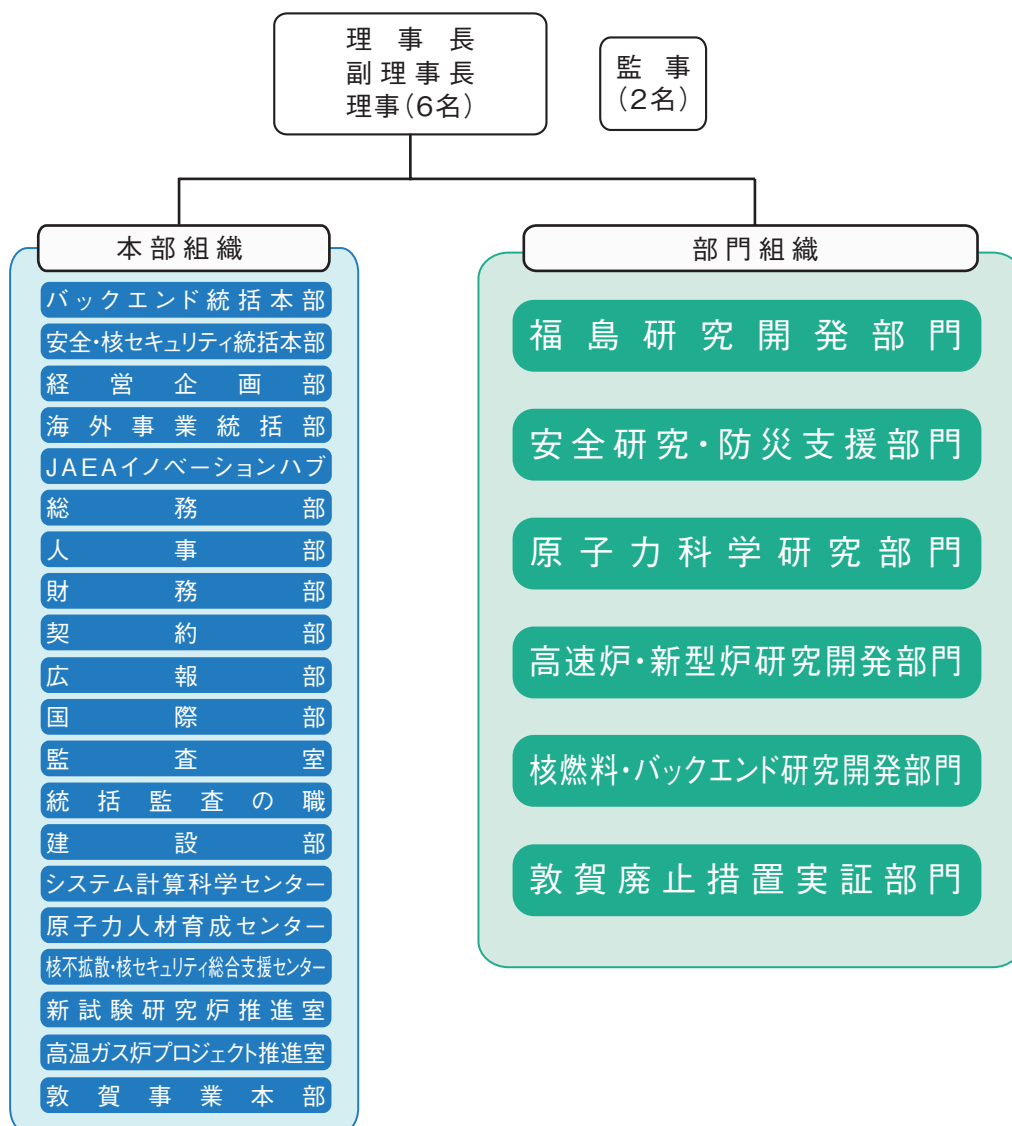 理事長
副理事長
理事(6名)
監事
(2名)
本部組織
バックエンド統括本部
安全・核セキュリティ統括本部
経営企画部
海外事業統括部
JAEAイノベーションハブ
総務部
人事部
財務部
契約部
広報部
国際部
監査室
統括監査の職
建設部
システム計算科学センター
原子力人材育成センター
核不拡散・核セキュリティ総合支援センター
新試験研究炉推進室
高温ガス炉プロジェクト推進室
敦賀事業本部
部門組織
福島研究開発部門
安全研究・防災支援部門
原子力科学研究部門
高速炉・新型炉研究開発部門
核燃料・バックエンド研究開発部門
敦賀廃止措置実証部門